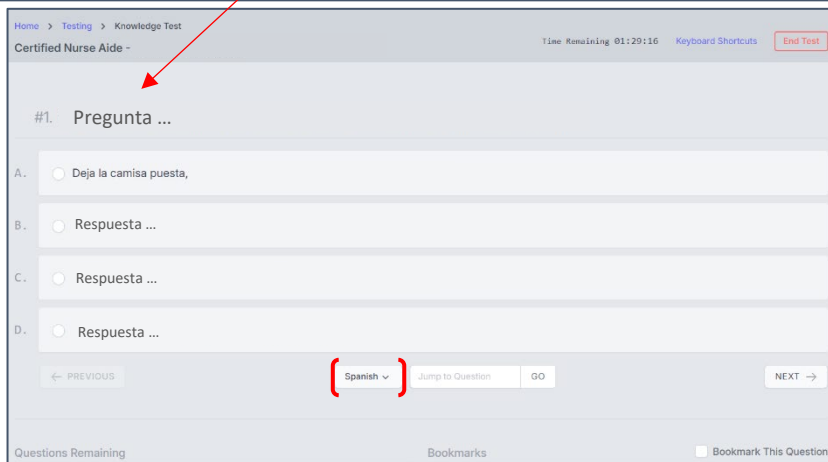 Home > Testing > Knowledge Test
Certified Nurse Aide -
Time Remaining 01:29:16 Keyboard Shortcuts End Test
#1. Pregunta ...
A. Deja la camisa puesta,
B. Respuesta ...
C. Respuesta ...
D. Respuesta ...
← PREVIOUS Spanish Jump to Question GO NEXT →
Questions Remaining Bookmarks Bookmark This Question